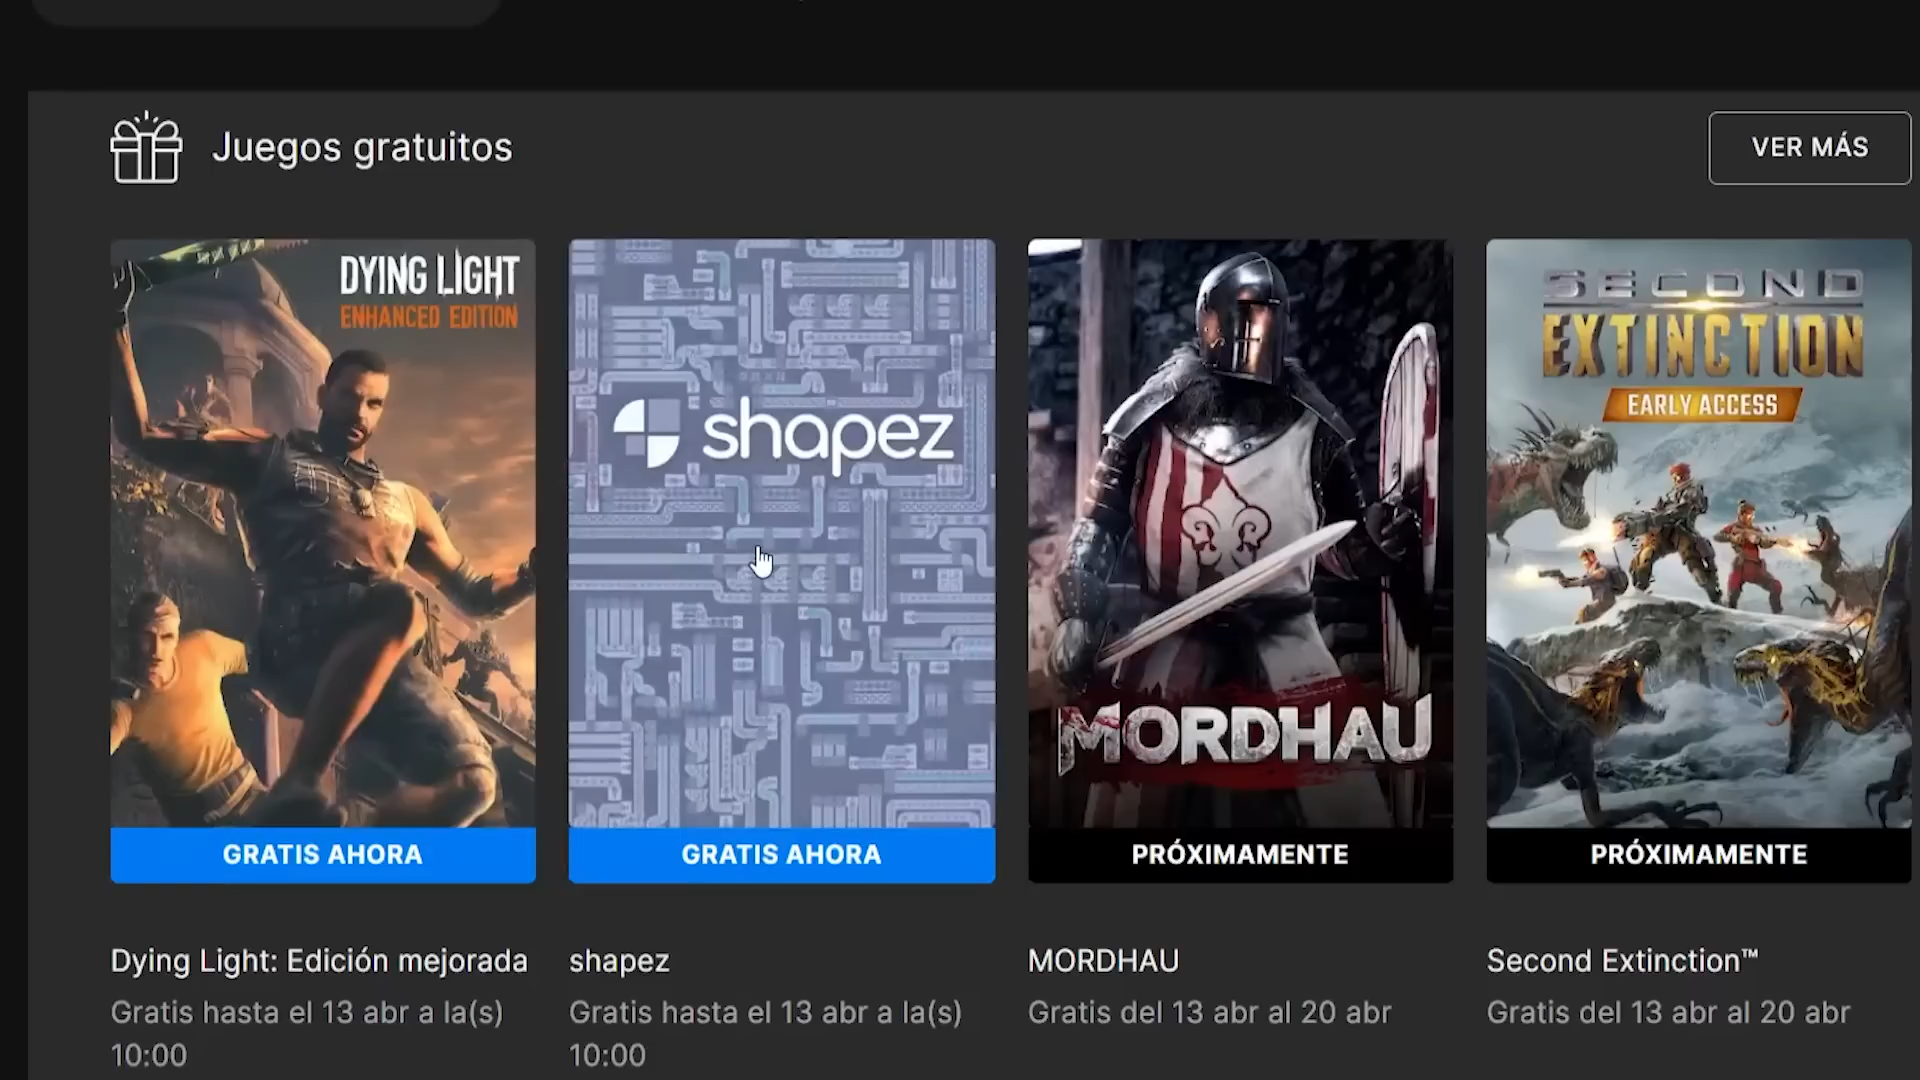 Juegos gratuitos
VER MÁS
DYING LIGHT
ENHANCED EDITION
GRATIS AHORA
Dying Light: Edición mejorada
Gratis hasta el 13 abr a la(s)
10:00
shapez
GRATIS AHORA
shapez
Gratis hasta el 13 abr a la(s)
10:00
MORDHAU
PRÓXIMAMENTE
MORDHAU
Gratis del 13 abr al 20 abr
SECOND
EXTINCTION
EARLY ACCESS
PRÓXIMAMENTE
Second Extinction™
Gratis del 13 abr al 20 abr